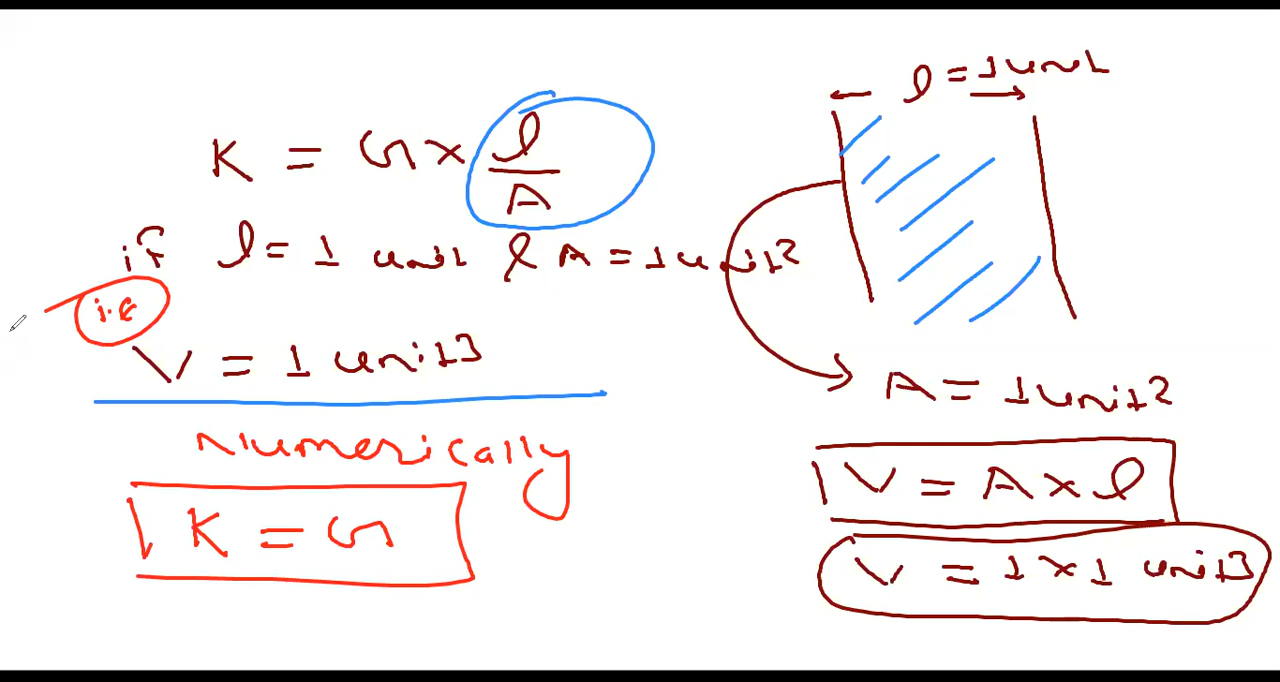 K = G × l/A
if l = 1 unit & A = 1 unit2
i.e
V = 1 unit3
Numerically
K = G
l = 1 unit
A = 1 unit2
V = A × l
V = 1 × 1 unit3